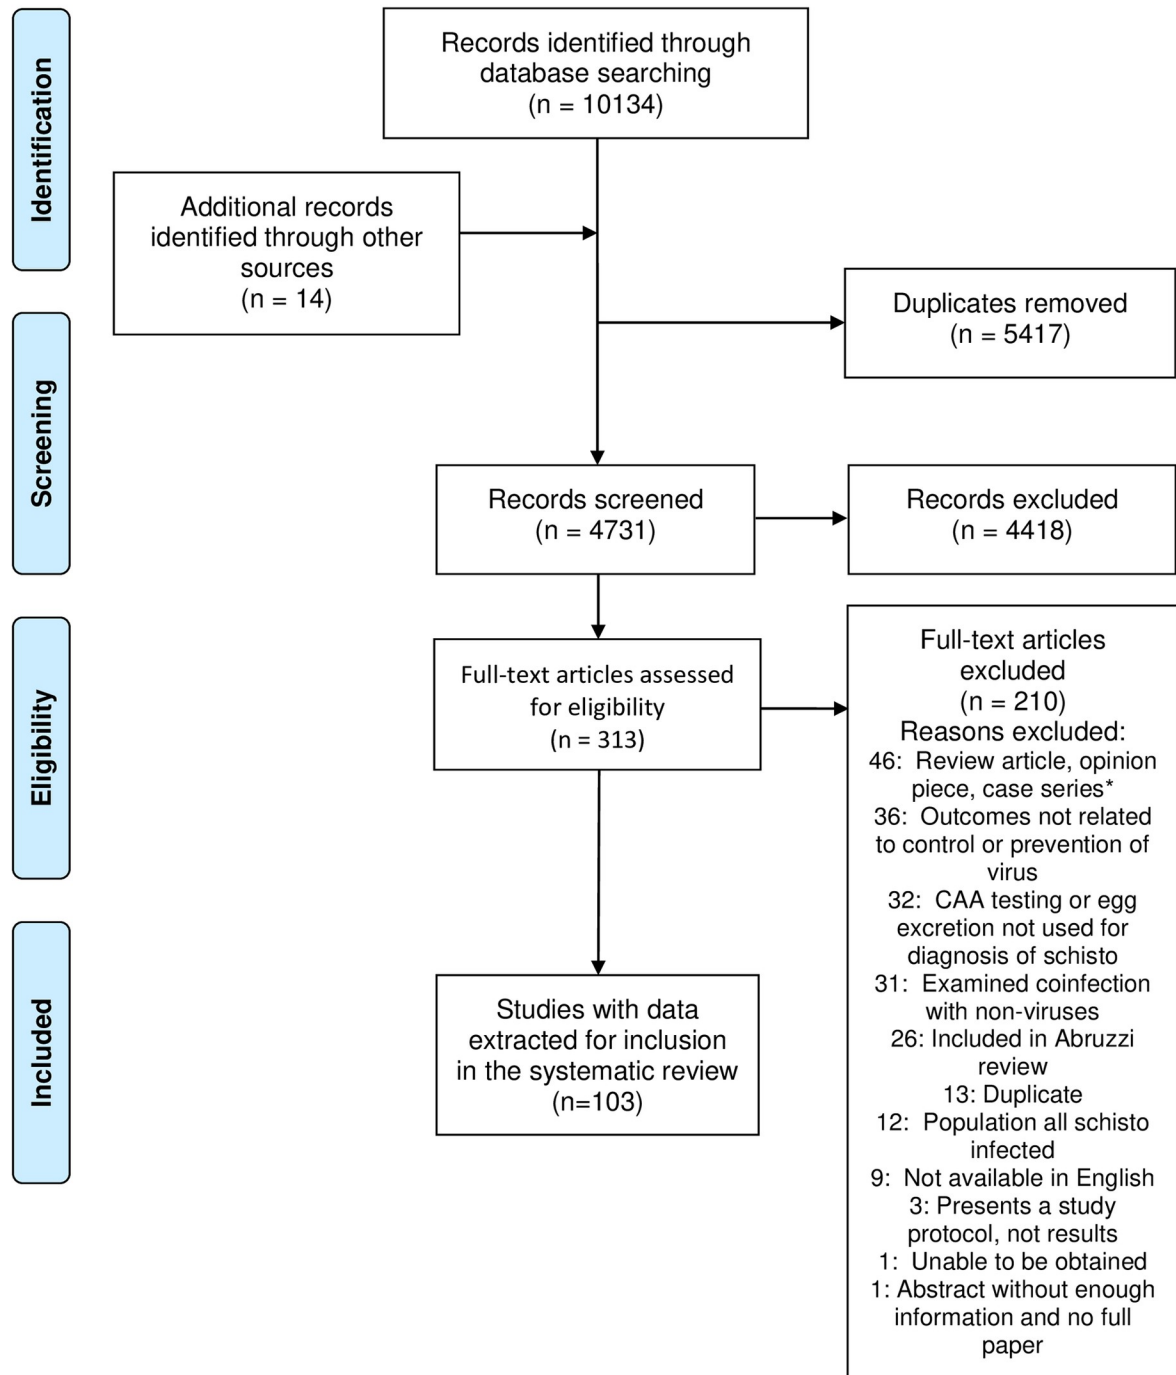 Identification
Records identified through
database searching
(n = 10134)
Additional records
identified through other
sources
(n = 14)
Duplicates removed
(n = 5417)
Screening
Records screened
(n = 4731)
Records excluded
(n = 4418)
Eligibility
Full-text articles assessed
for eligibility
(n = 313)
Full-text articles
excluded
(n = 210)
Reasons excluded:
46: Review article, opinion
piece, case series*
36: Outcomes not related
to control or prevention of
virus
32: CAA testing or egg
excretion not used for
diagnosis of schisto
31: Examined coinfection
with non-viruses
26: Included in Abruzzi
review
13: Duplicate
12: Population all schisto
infected
9: Not available in English
3: Presents a study
protocol, not results
1: Unable to be obtained
1: Abstract without enough
information and no full
paper
Included
Studies with data
extracted for inclusion
in the systematic review
(n=103)